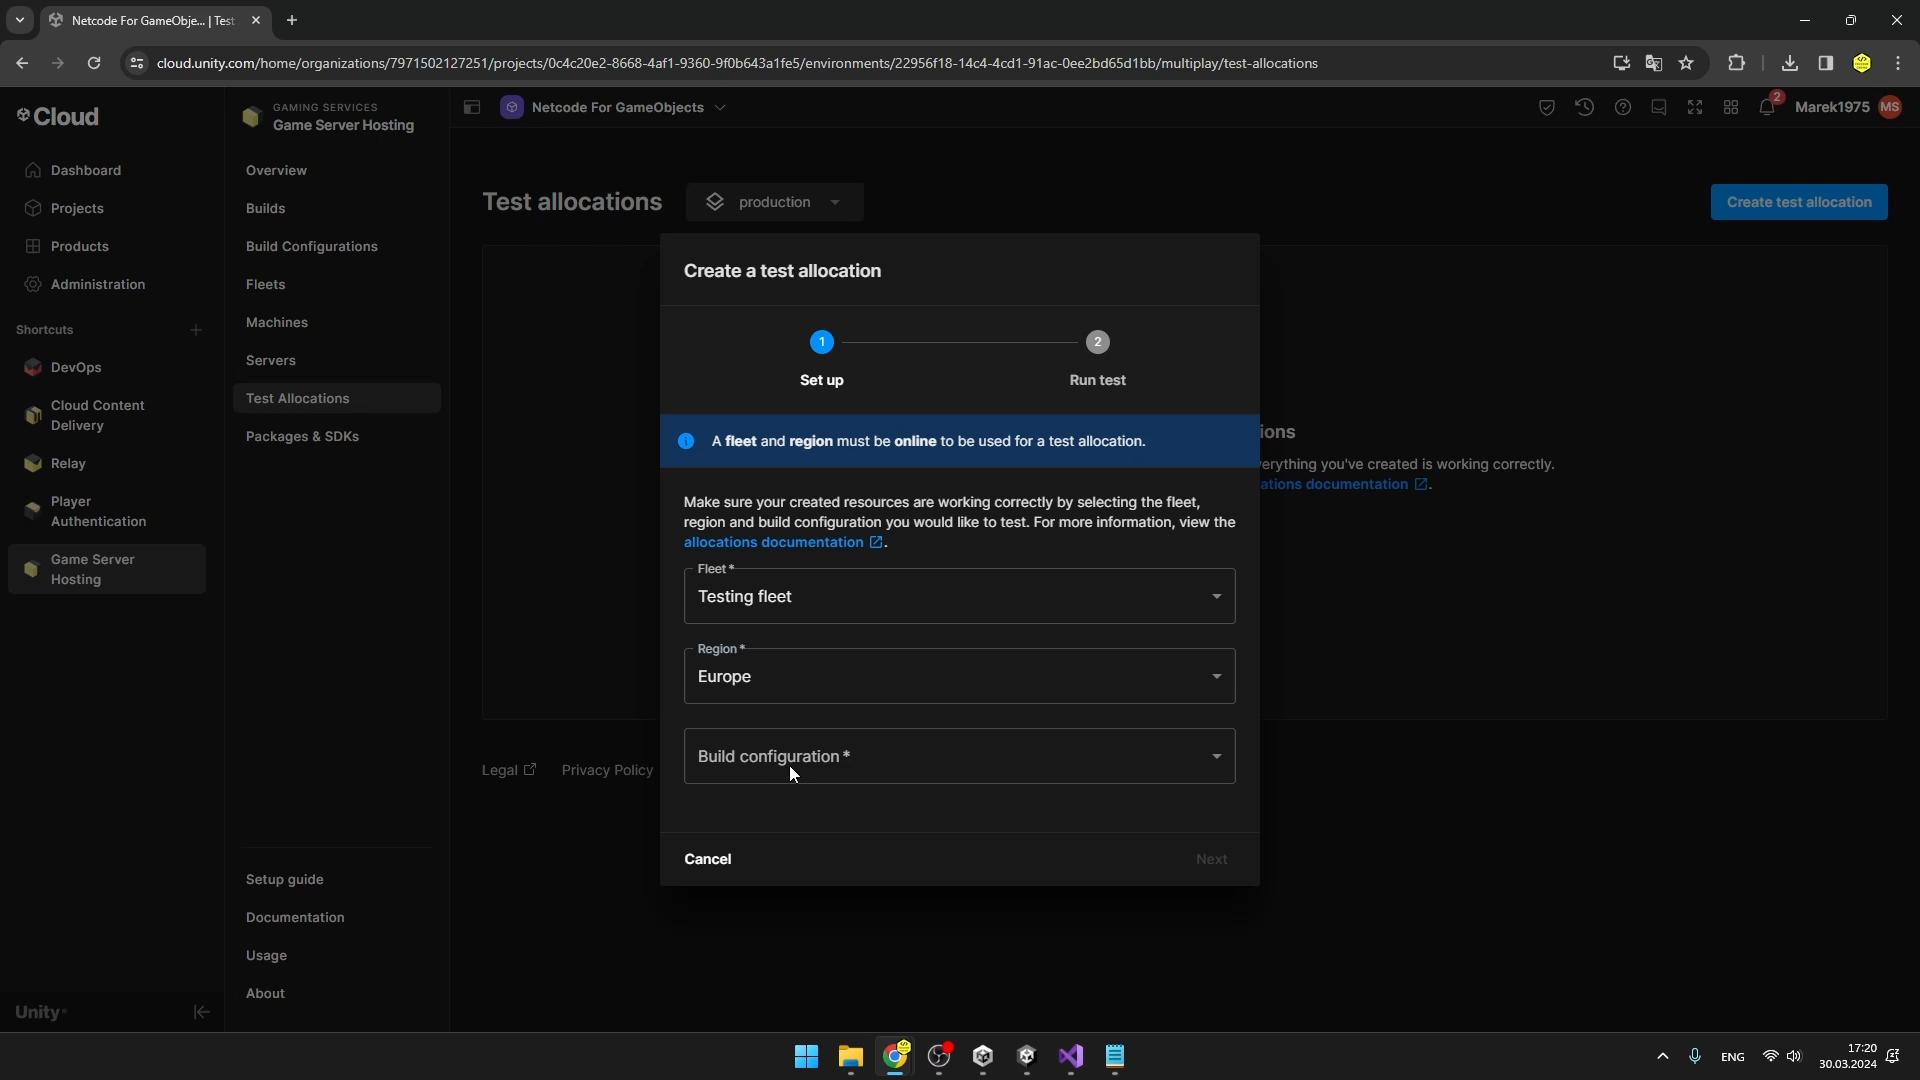 Netcode For GameObje... | Test
cloud.unity.com/home/organizations/7971502127251/projects/0c4c20e2-8668-4af1-9360-9f0b643a1fe5/environments/22956f18-14c4-4cd1-91ac-0ee2bd65d1bb/multiplay/test-allocations
Cloud
Dashboard
Projects
Products
Administration
Shortcuts
DevOps
Cloud Content
Delivery
Relay
Player
Authentication
Game Server
Hosting
Unity
GAMING SERVICES
Game Server Hosting
Overview
Builds
Build Configurations
Fleets
Machines
Servers
Test Allocations
Packages & SDKs
Setup guide
Documentation
Usage
About
Netcode For GameObjects
2
Marek1975 MS
Test allocations
production
Create test allocation
ions
erything you've created is working correctly.
ations documentation .
Legal
Privacy Policy
Create a test allocation
1
2
Set up
Run test
A fleet and region must be online to be used for a test allocation.
Make sure your created resources are working correctly by selecting the fleet,
region and build configuration you would like to test. For more information, view the
allocations documentation .
Fleet *
Testing fleet
Region *
Europe
Build configuration *
Cancel
Next
ENG
17:20
30.03.2024